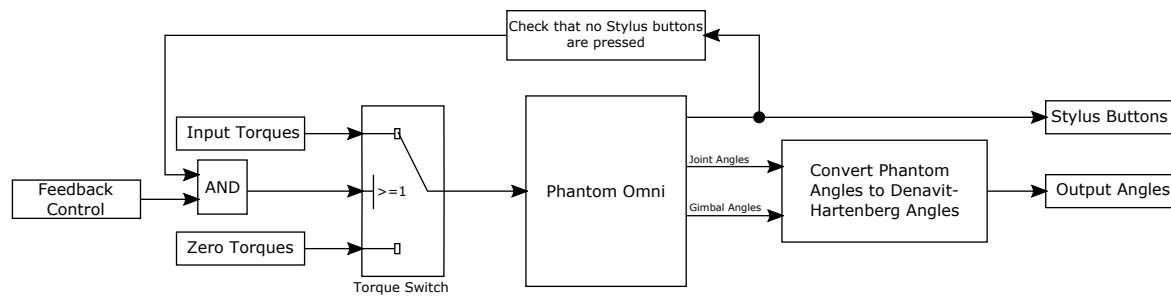 Check that no Stylus buttons
are pressed
Input Torques
Stylus Buttons
Joint Angles
Convert Phantom
Angles to Denavit-
Hartenberg Angles
AND
>=1
Phantom Omni
Feedback
Control
Output Angles
Gimbal Angles
Zero Torques
Torque Switch